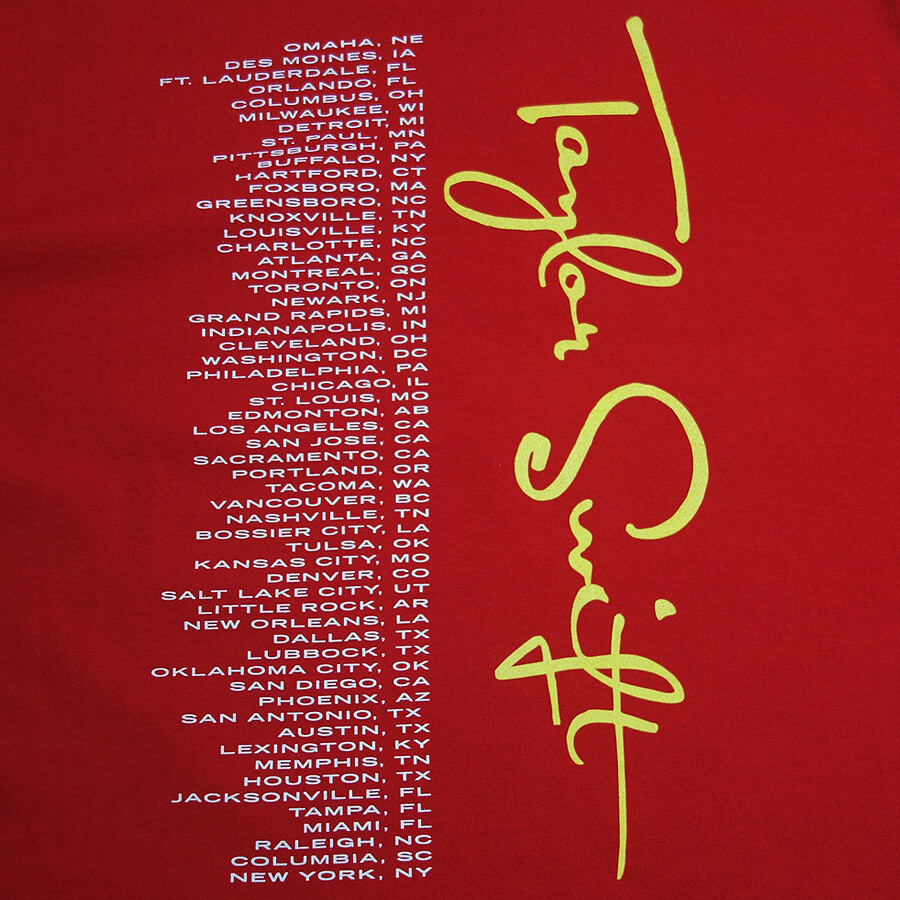 OMAHA, NE
DES MOINES, IA
FT. LAUDERDALE, FL
ORLANDO, FL
COLUMBUS, OH
MILWAUKEE, WI
DETROIT, MI
ST. PAUL, MN
PITTSBURGH, PA
BUFFALO, NY
HARTFORD, CT
FOXBORO, MA
GREENSBORO, NC
KNOXVILLE, TN
LOUISVILLE, KY
CHARLOTTE, NC
ATLANTA, GA
MONTREAL, QC
TORONTO, ON
NEWARK, NJ
GRAND RAPIDS, MI
INDIANAPOLIS, IN
CLEVELAND, OH
WASHINGTON, DC
PHILADELPHIA, PA
CHICAGO, IL
ST. LOUIS, MO
EDMONTON, AB
LOS ANGELES, CA
SAN JOSE, CA
SACRAMENTO, CA
PORTLAND, OR
TACOMA, WA
VANCOUVER, BC
NASHVILLE, TN
BOSSIER CITY, LA
TULSA, OK
KANSAS CITY, MO
DENVER, CO
SALT LAKE CITY, UT
LITTLE ROCK, AR
NEW ORLEANS, LA
DALLAS, TX
LUBBOCK, TX
OKLAHOMA CITY, OK
SAN DIEGO, CA
PHOENIX, AZ
SAN ANTONIO, TX
AUSTIN, TX
LEXINGTON, KY
MEMPHIS, TN
HOUSTON, TX
JACKSONVILLE, FL
TAMPA, FL
MIAMI, FL
RALEIGH, NC
COLUMBIA, SC
NEW YORK, NY
Taylor Swift